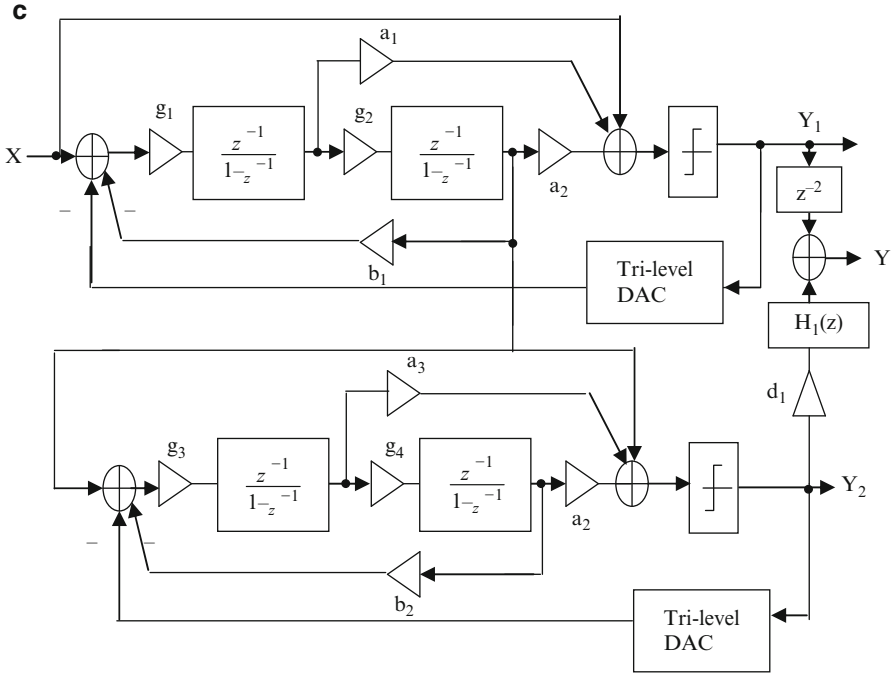 c
a₁
g₁
g₂
Y₁
X
z⁻¹
1−z⁻¹
z⁻¹
1−z⁻¹
a₂
z⁻²
−
−
b₁
Tri-level
DAC
Y
H₁(z)
a₃
d₁
g₃
g₄
z⁻¹
1−z⁻¹
z⁻¹
1−z⁻¹
a₂
Y₂
−
−
b₂
Tri-level
DAC